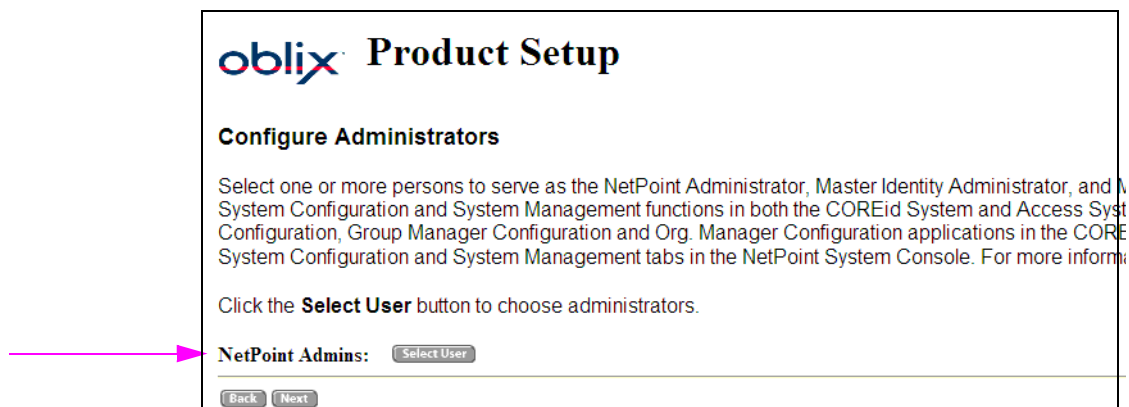 oblix Product Setup
Configure Administrators
Select one or more persons to serve as the NetPoint Administrator, Master Identity Administrator, and M
System Configuration and System Management functions in both the COREid System and Access Syst
Configuration, Group Manager Configuration and Org. Manager Configuration applications in the CORE
System Configuration and System Management tabs in the NetPoint System Console. For more informa
Click the Select User button to choose administrators.
NetPoint Admins: Select User
Back Next